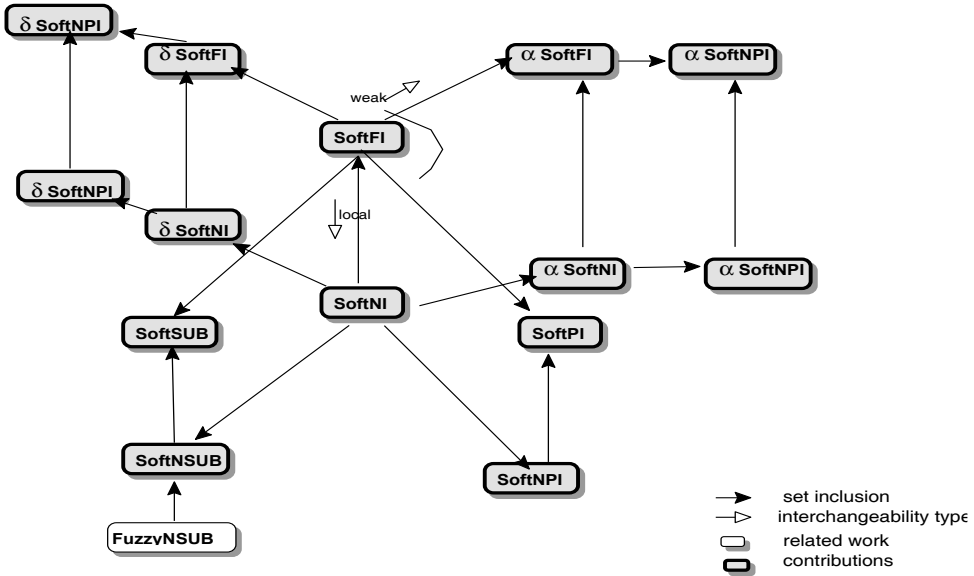 δ SoftNPI
δ SoftFI
α SoftFI
α SoftNPI
weak
SoftFI
δ SoftNPI
local
δ SoftNI
α SoftNI
α SoftNPI
SoftNI
SoftSUB
SoftPI
SoftNSUB
SoftNPI
set inclusion
interchangeability type
FuzzyNSUB
related work
contributions